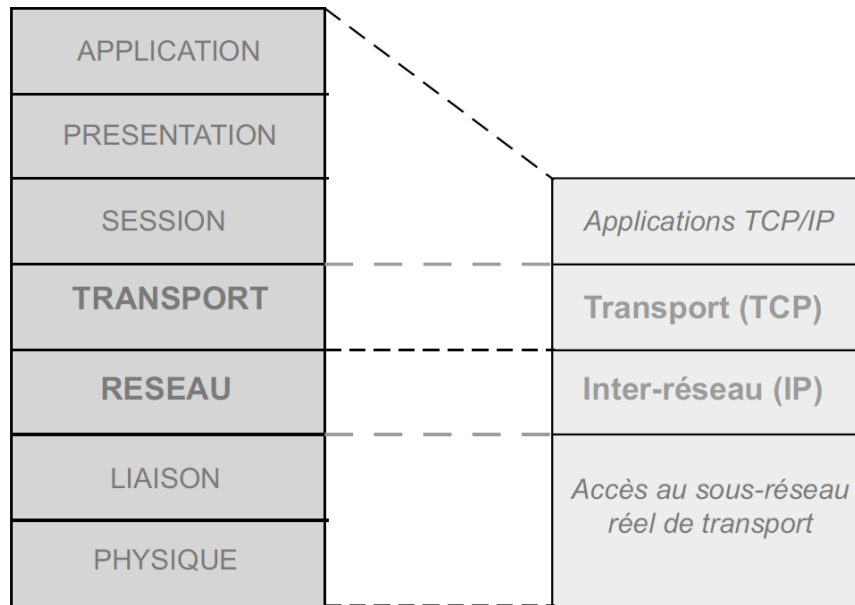 APPLICATION
PRESENTATION
SESSION
TRANSPORT
RESEAU
LIAISON
PHYSIQUE
Applications TCP/IP
Transport (TCP)
Inter-réseau (IP)
Accès au sous-réseau
réel de transport